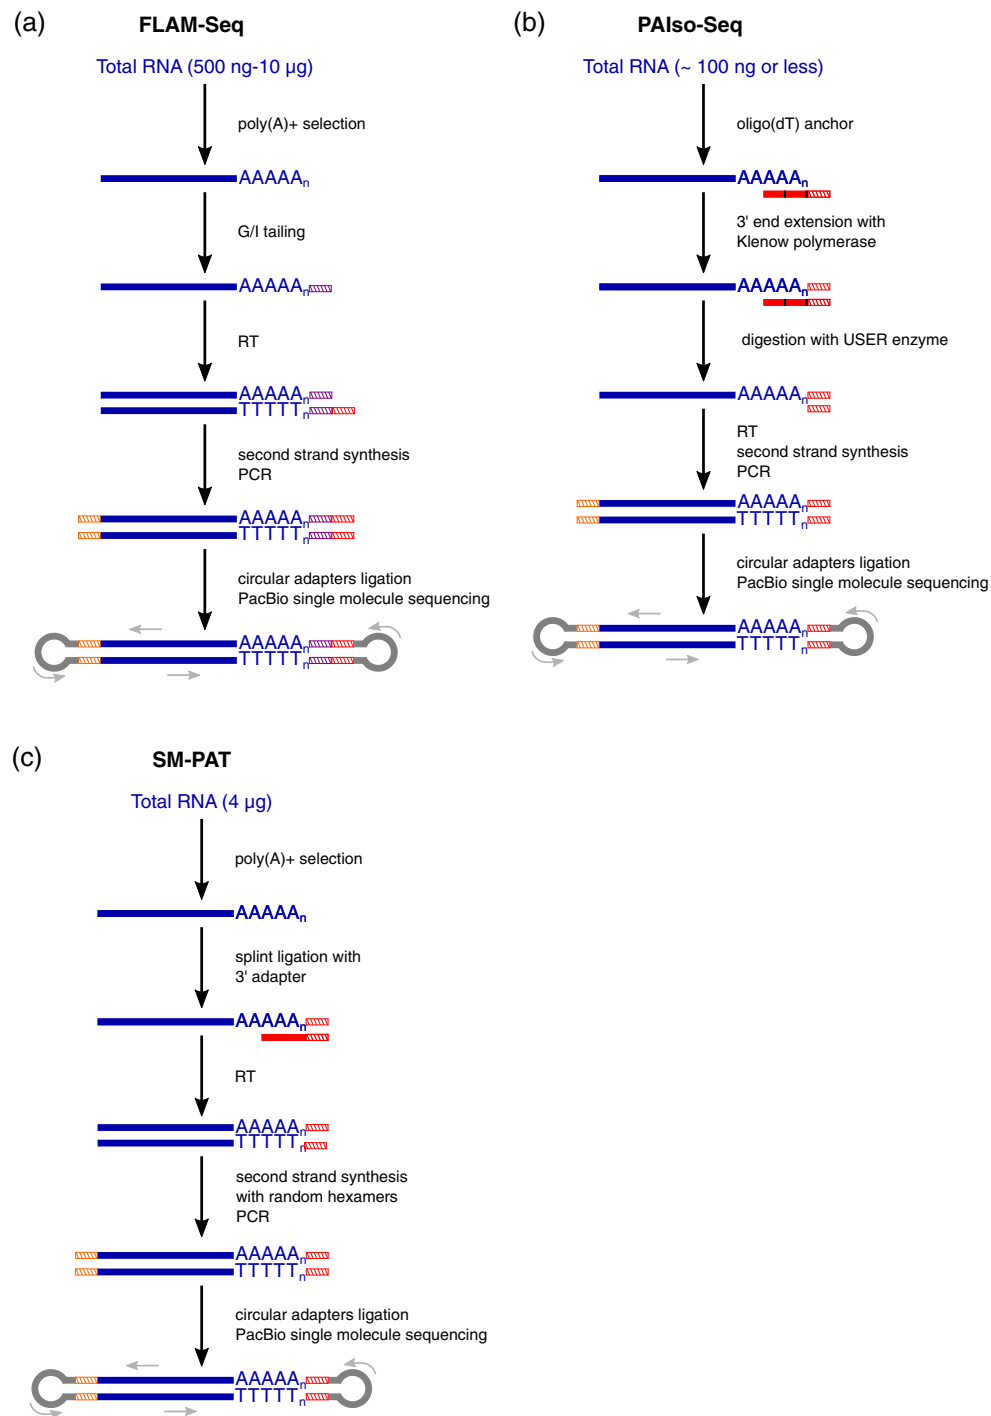 (a) FLAM-Seq
Total RNA (500 ng-10 µg)
poly(A)+ selection
AAAAAn
G/I tailing
AAAAAn
RT
AAAAAn
TTTTTn
second strand synthesis
PCR
AAAAAn
TTTTTn
circular adapters ligation
PacBio single molecule sequencing
AAAAAn
TTTTTn
(b) PAIso-Seq
Total RNA (~ 100 ng or less)
oligo(dT) anchor
AAAAAn
3' end extension with
Klenow polymerase
AAAAAn
digestion with USER enzyme
AAAAAn
RT
second strand synthesis
PCR
AAAAAn
TTTTTn
circular adapters ligation
PacBio single molecule sequencing
AAAAAn
TTTTTn
(c) SM-PAT
Total RNA (4 µg)
poly(A)+ selection
AAAAAn
splint ligation with
3' adapter
AAAAAn
RT
AAAAAn
TTTTTn
second strand synthesis
with random hexamers
PCR
AAAAAn
TTTTTn
circular adapters ligation
PacBio single molecule sequencing
AAAAAn
TTTTTn